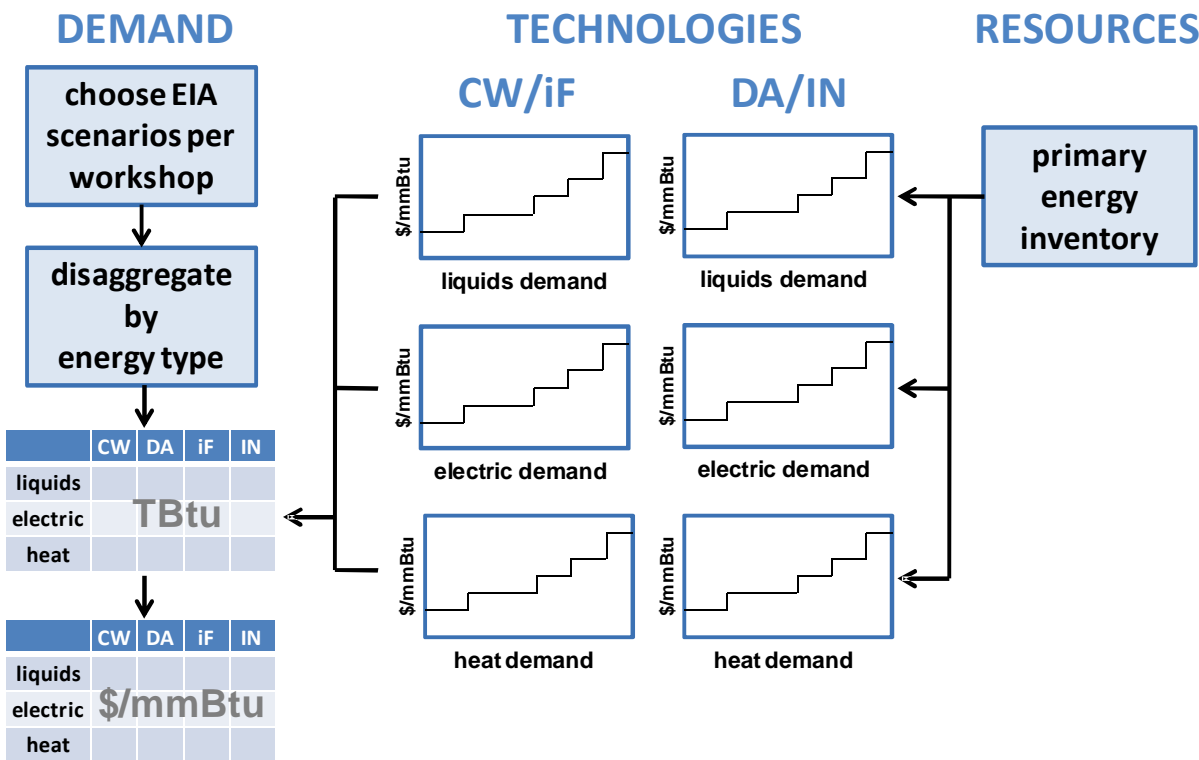 DEMAND
choose EIA
scenarios per
workshop
disaggregate
by
energy type
CW DA iF IN
liquids
electric TBtu
heat
CW DA iF IN
liquids
electric $/mmBtu
heat
TECHNOLOGIES
CW/iF
$/mmBtu
liquids demand
$/mmBtu
electric demand
$/mmBtu
heat demand
DA/IN
$/mmBtu
liquids demand
$/mmBtu
electric demand
$/mmBtu
heat demand
RESOURCES
primary
energy
inventory